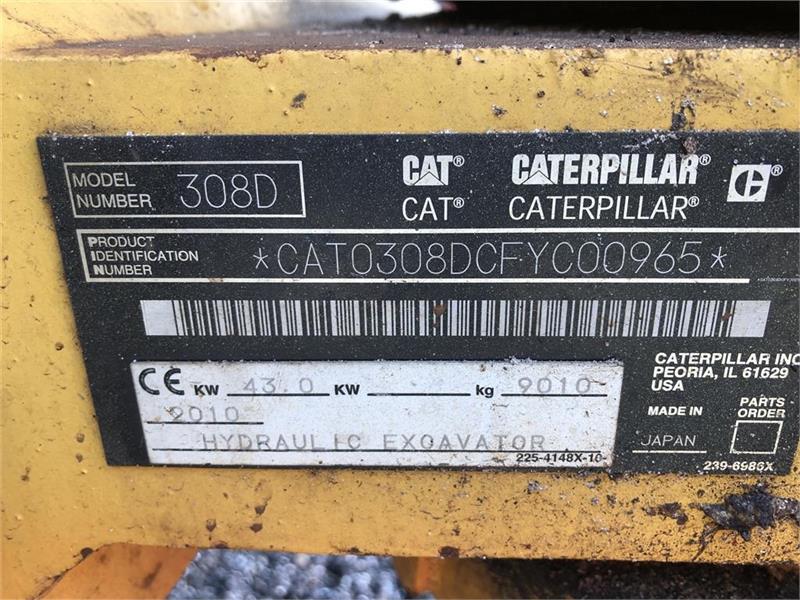 MODEL NUMBER 308D
CAT® CATERPILLAR® C®
CAT® CATERPILLAR®
PRODUCT IDENTIFICATION NUMBER *CAT0308DCFYC00965*
CE KW 43.0 KW kg 9010
2010
HYDRAULIC EXCAVATOR
225-4148X-10
CATERPILLAR INC
PEORIA, IL 61629
USA
MADE IN JAPAN
PARTS ORDER
239-6986X